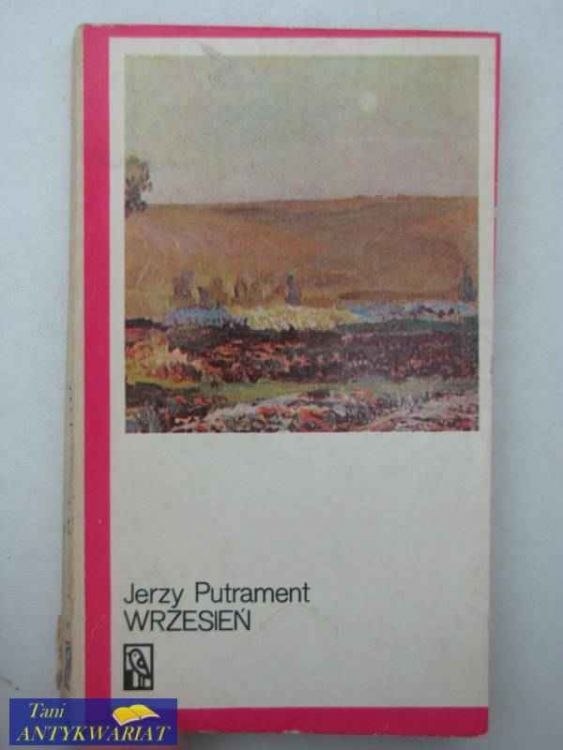 Jerzy Putrament
WRZESIEŃ
Tani
ANTYKWARIAT